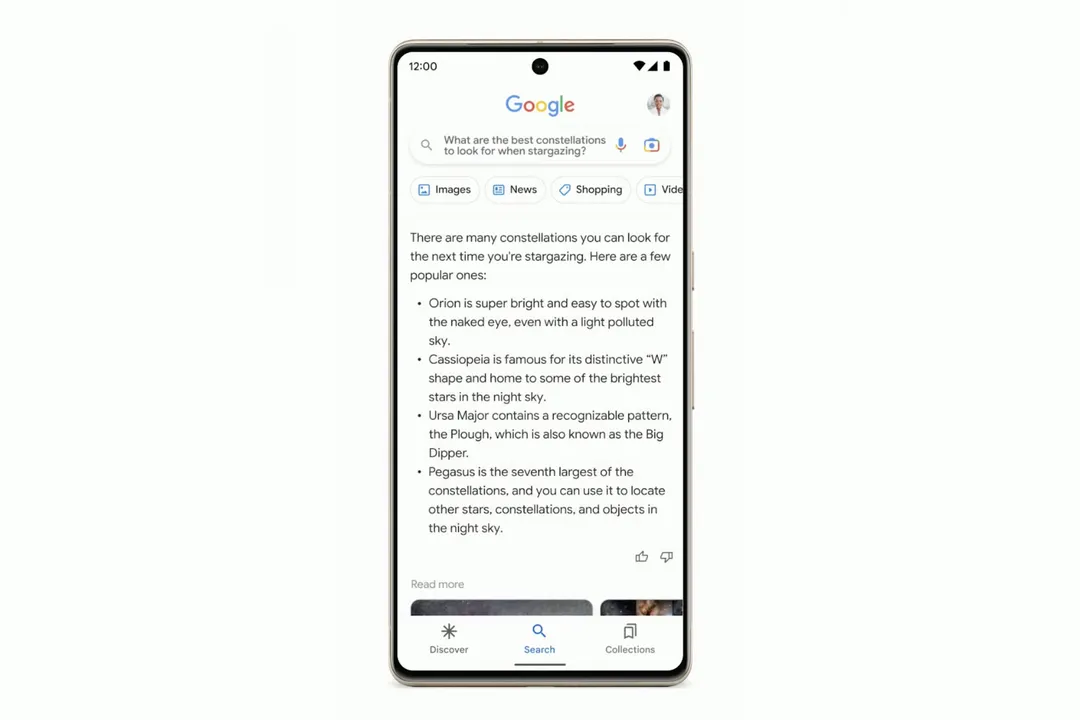 12:00
Google
What are the best constellations
to look for when stargazing?
Images News Shopping Vide
There are many constellations you can look for
the next time you're stargazing. Here are a few
popular ones:
• Orion is super bright and easy to spot with
the naked eye, even with a light polluted
sky.
• Cassiopeia is famous for its distinctive “W”
shape and home to some of the brightest
stars in the night sky.
• Ursa Major contains a recognizable pattern,
the Plough, which is also known as the Big
Dipper.
• Pegasus is the seventh largest of the
constellations, and you can use it to locate
other stars, constellations, and objects in
the night sky.
Read more
Discover Search Collections